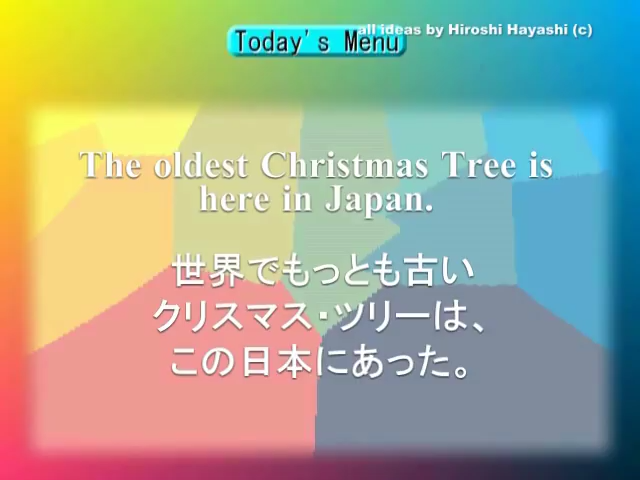 all ideas by Hiroshi Hayashi (c)
Today's Menu
The oldest Christmas Tree is
here in Japan.
世界でもっとも古い
クリスマス・ツリーは、
この日本にあった。